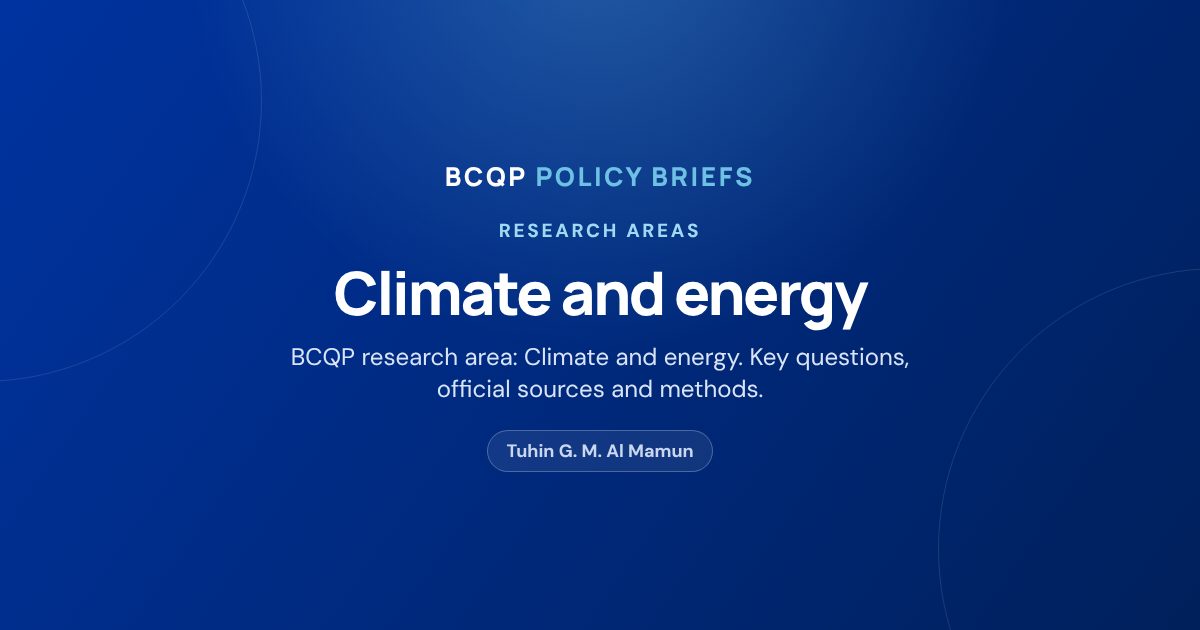 BCQP POLICY BRIEFS
RESEARCH AREAS
Climate and energy
BCQP research area: Climate and energy. Key questions,
official sources and methods.
Tuhin G. M. Al Mamun